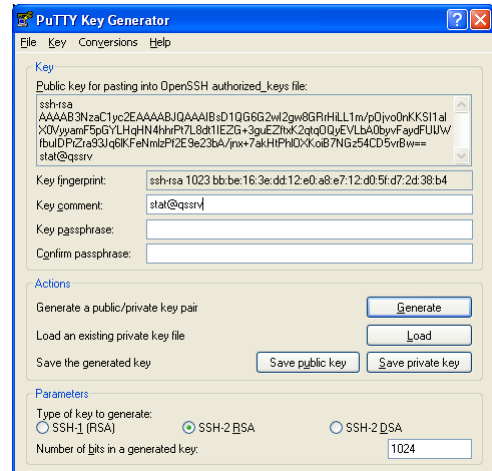 PuTTY Key Generator
File Key Conversions Help
Key
Public key for pasting into OpenSSH authorized_keys file:
ssh-rsa
AAAAB3NzaC1yc2EAAAABJQAAAIBsD1QG6G2wl2gw8GRrHiLL1m/pOjvo0nKKSI1aI
X0VyyamF5pGYLHqHN4hhrPt7L8dt1IEZG+3guEZftxK2qtqOQyEVLbA0byvFaydFUUW
fbuIDPiZra93Jq6IKFeNmIzPf2E9e23bA/jnx+7akHtPhlOXKoiB7NGz54CD5vrBw==
stat@qssrv
Key fingerprint: ssh-rsa 1023 bb:be:16:3e:dd:12:e0:a8:e7:12:d0:5f:d7:2d:38:b4
Key comment: stat@qssrv
Key passphrase:
Confirm passphrase:
Actions
Generate a public/private key pair Generate
Load an existing private key file Load
Save the generated key Save public key Save private key
Parameters
Type of key to generate:
SSH-1 (RSA) SSH-2 RSA SSH-2 DSA
Number of bits in a generated key: 1024